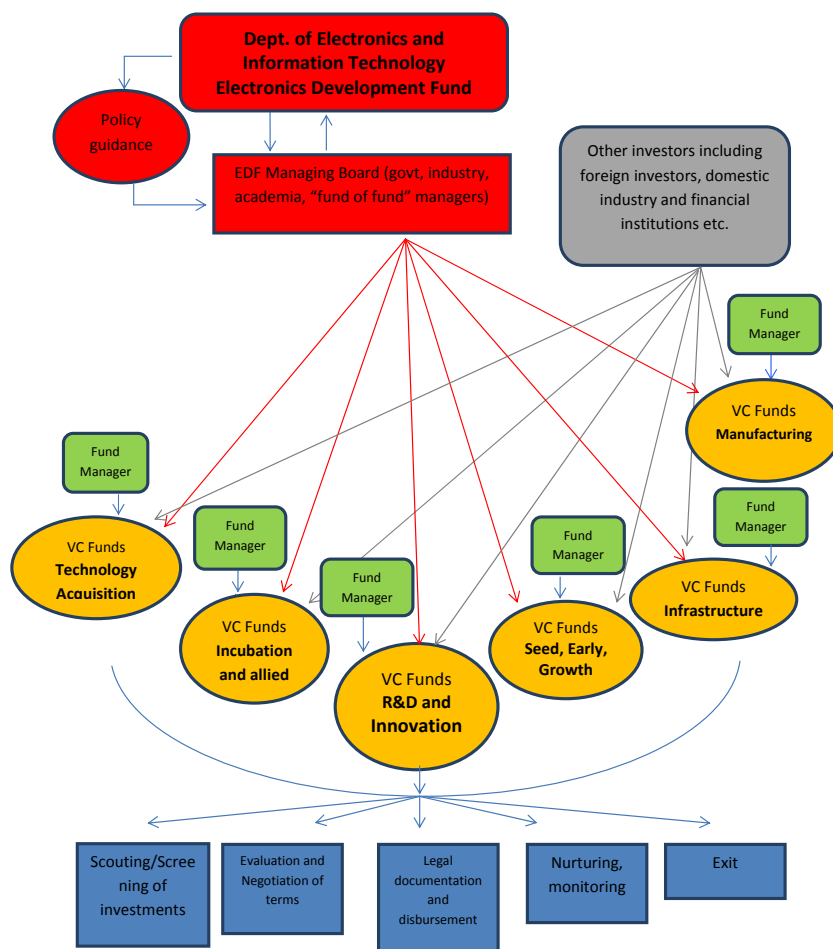 Dept. of Electronics and
Information Technology
Electronics Development Fund
Policy
guidance
EDF Managing Board (govt, industry,
academia, “fund of fund” managers)
Other investors including
foreign investors, domestic
industry and financial
institutions etc.
Fund
Manager
VC Funds
Manufacturing
Fund
Manager
VC Funds
Technology
Acquisition
Fund
Manager
VC Funds
Incubation
and allied
Fund
Manager
VC Funds
R&D and
Innovation
Fund
Manager
VC Funds
Seed, Early,
Growth
Fund
Manager
VC Funds
Infrastructure
Scouting/Scree
ning of
investments
Evaluation and
Negotiation of
terms
Legal
documentation
and
disbursement
Nurturing,
monitoring
Exit